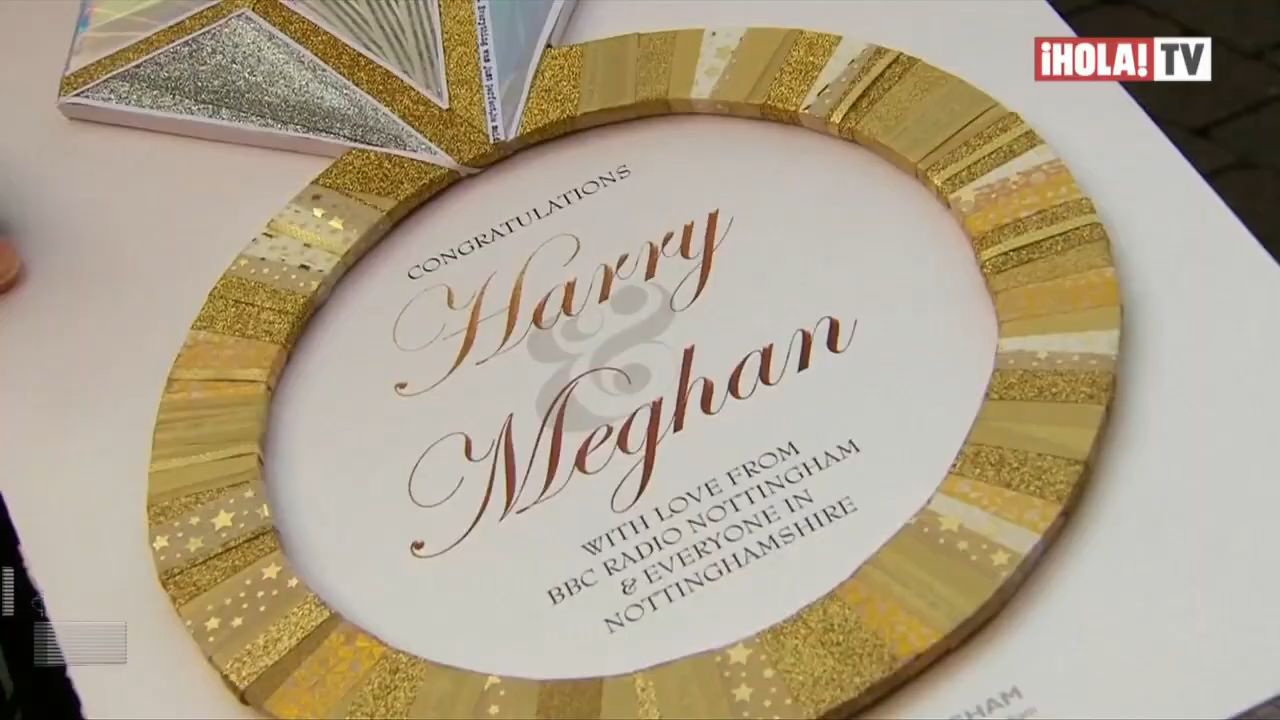 ¡HOLA! TV
CONGRATULATIONS
Harry
&
Meghan
WITH LOVE FROM
BBC RADIO NOTTINGHAM
& EVERYONE IN
NOTTINGHAMSHIRE